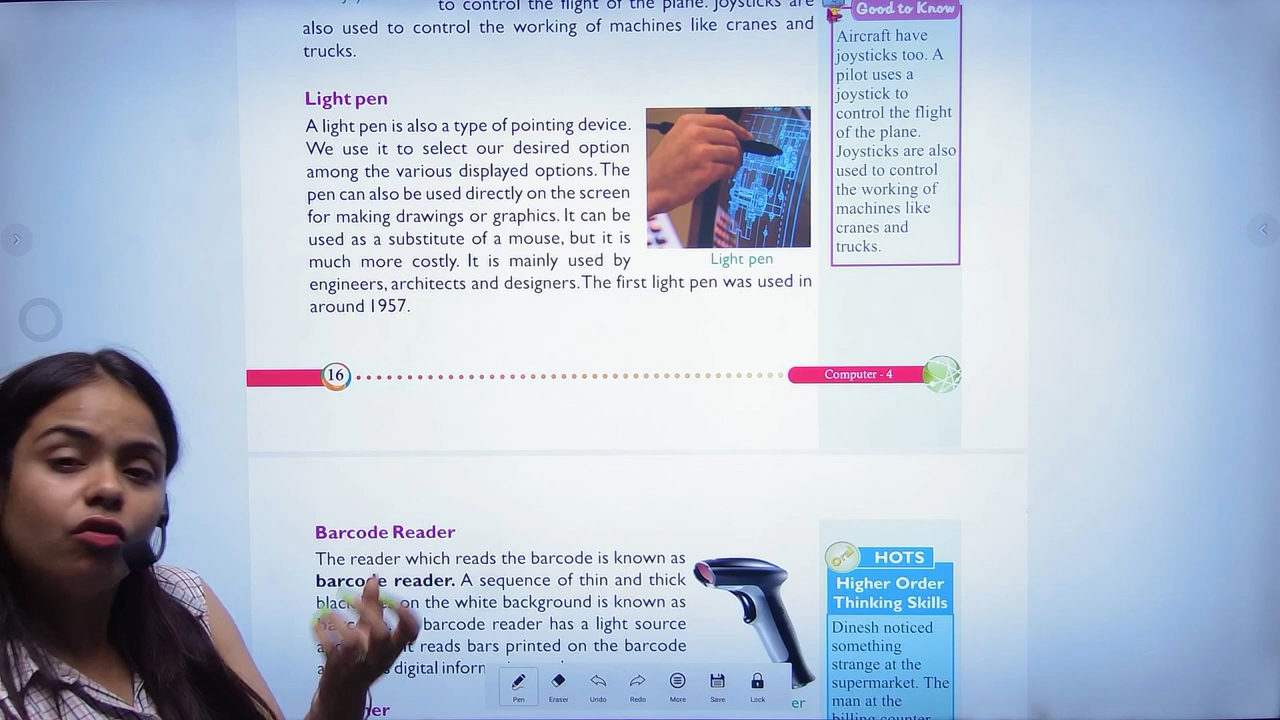 to control the flight of the plane. Joysticks are
also used to control the working of machines like cranes and
trucks.
Light pen
A light pen is also a type of pointing device.
We use it to select our desired option
among the various displayed options. The
pen can also be used directly on the screen
for making drawings or graphics. It can be
used as a substitute of a mouse, but it is
much more costly. It is mainly used by
engineers, architects and designers. The first light pen was used in
around 1957.
Light pen
Good to Know
Aircraft have
joysticks too. A
pilot uses a
joystick to
control the flight
of the plane.
Joysticks are also
used to control
the working of
machines like
cranes and
trucks.
16
Computer - 4
Barcode Reader
The reader which reads the barcode is known as
barcode reader. A sequence of thin and thick
on the white background is known as
barcode reader has a light source
reads bars printed on the barcode
digital
HOTS
Higher Order
Thinking Skills
Dinesh noticed
something
strange at the
supermarket. The
man at the
billing counter
Pen
Eraser
Undo
Redo
More
Save
Lock